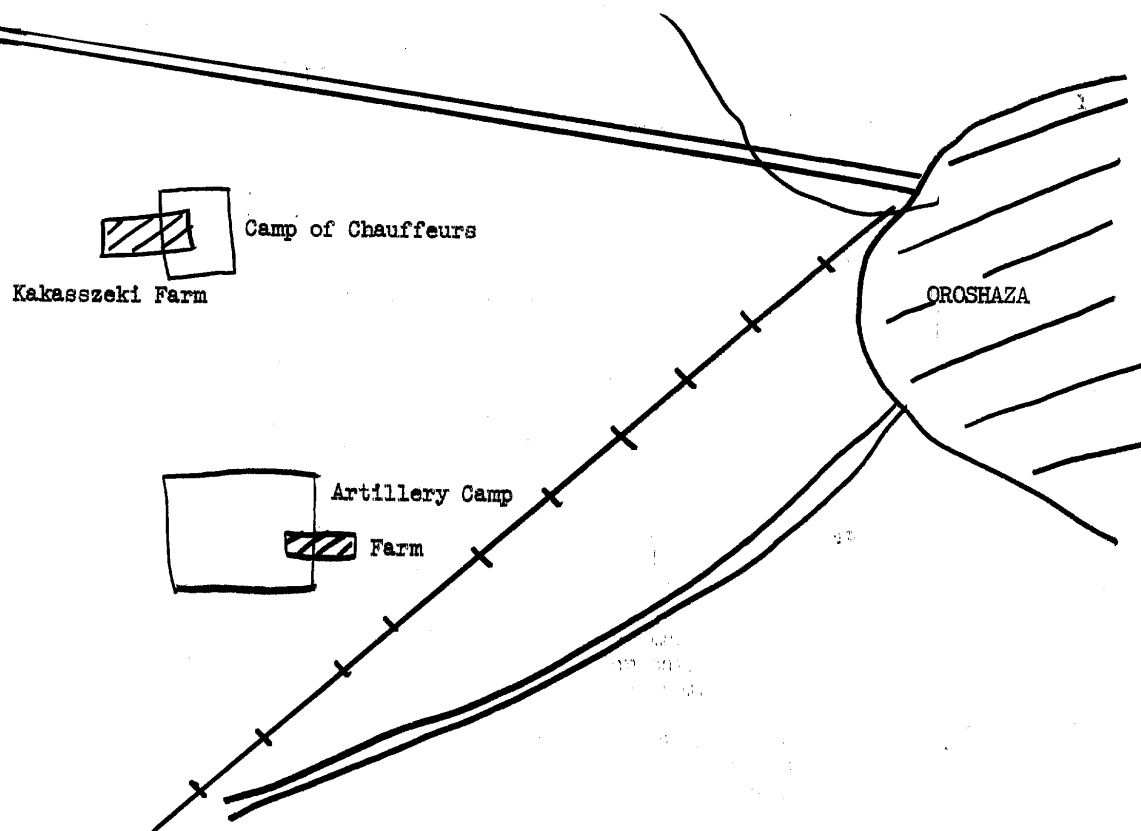 Camp of Chauffeurs
Kakasszeki Farm
OROSHAZA
Artillery Camp
Farm